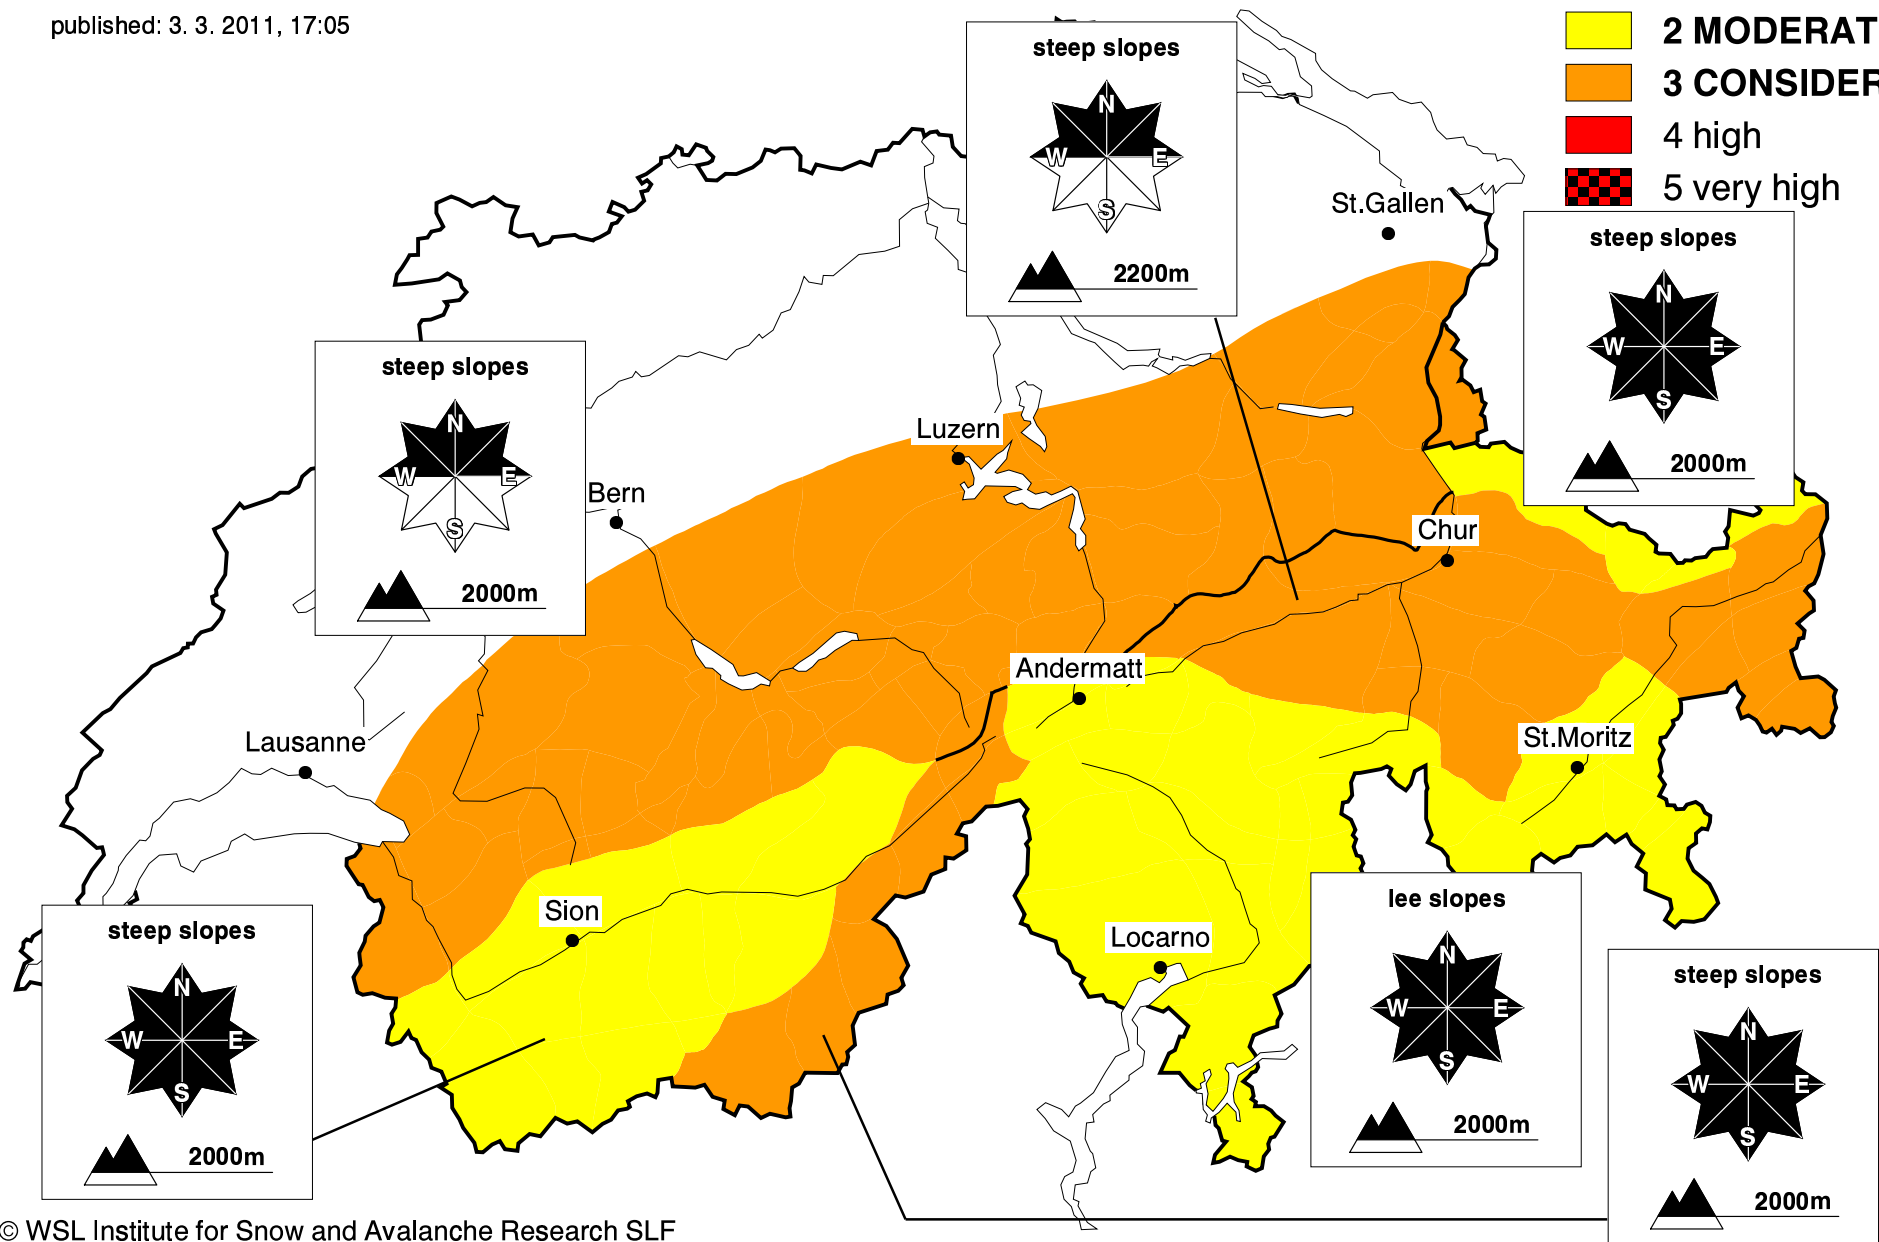 published: 3. 3. 2011, 17:05
2 MODERAT
3 CONSIDER
4 high
5 very high
steep slopes
N
W E
S
2200m
St.Gallen
steep slopes
N
W E
S
2000m
steep slopes
N
W E
S
2000m
Luzern
Bern
Chur
Andermatt
Lausanne
St.Moritz
Sion
Locarno
steep slopes
N
W E
S
2000m
lee slopes
N
W E
S
2000m
steep slopes
N
W E
S
2000m
© WSL Institute for Snow and Avalanche Research SLF